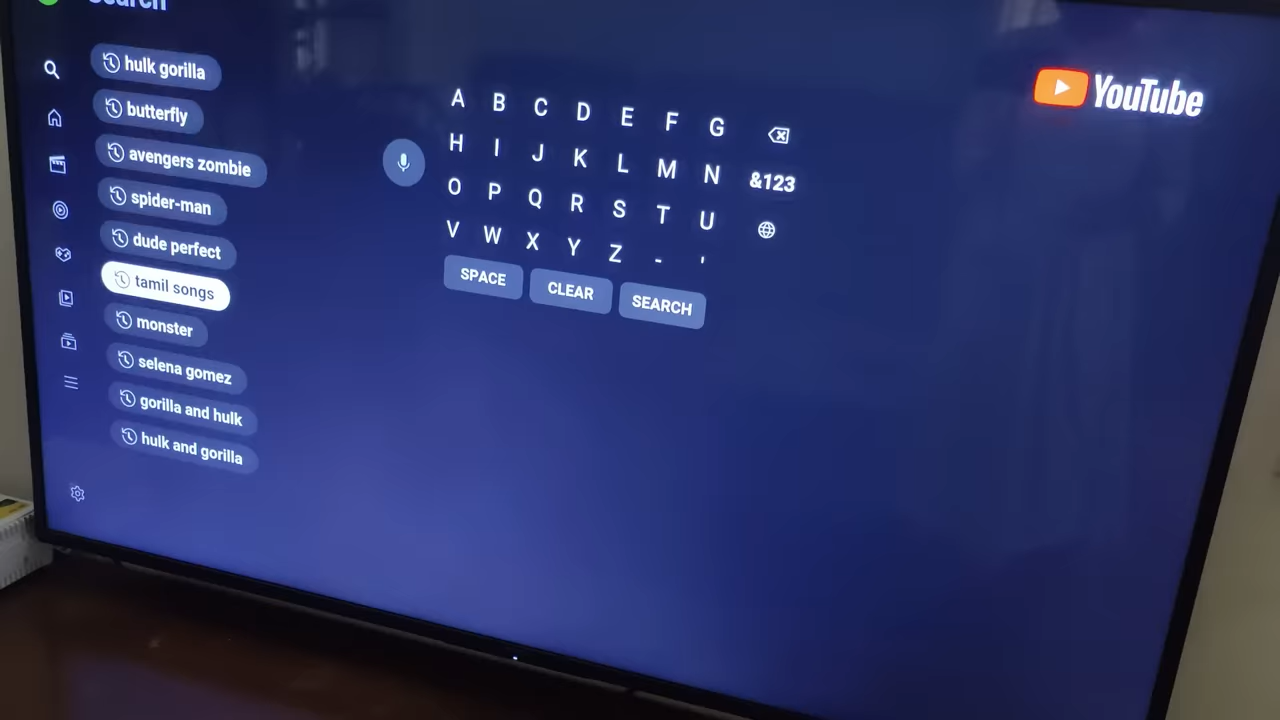 Search
hulk gorilla
butterfly
avengers zombie
spider-man
dude perfect
tamil songs
monster
selena gomez
gorilla and hulk
hulk and gorilla
A B C D E F G
H I J K L M N &123
O P Q R S T U
V W X Y Z - '
SPACE CLEAR SEARCH
YouTube